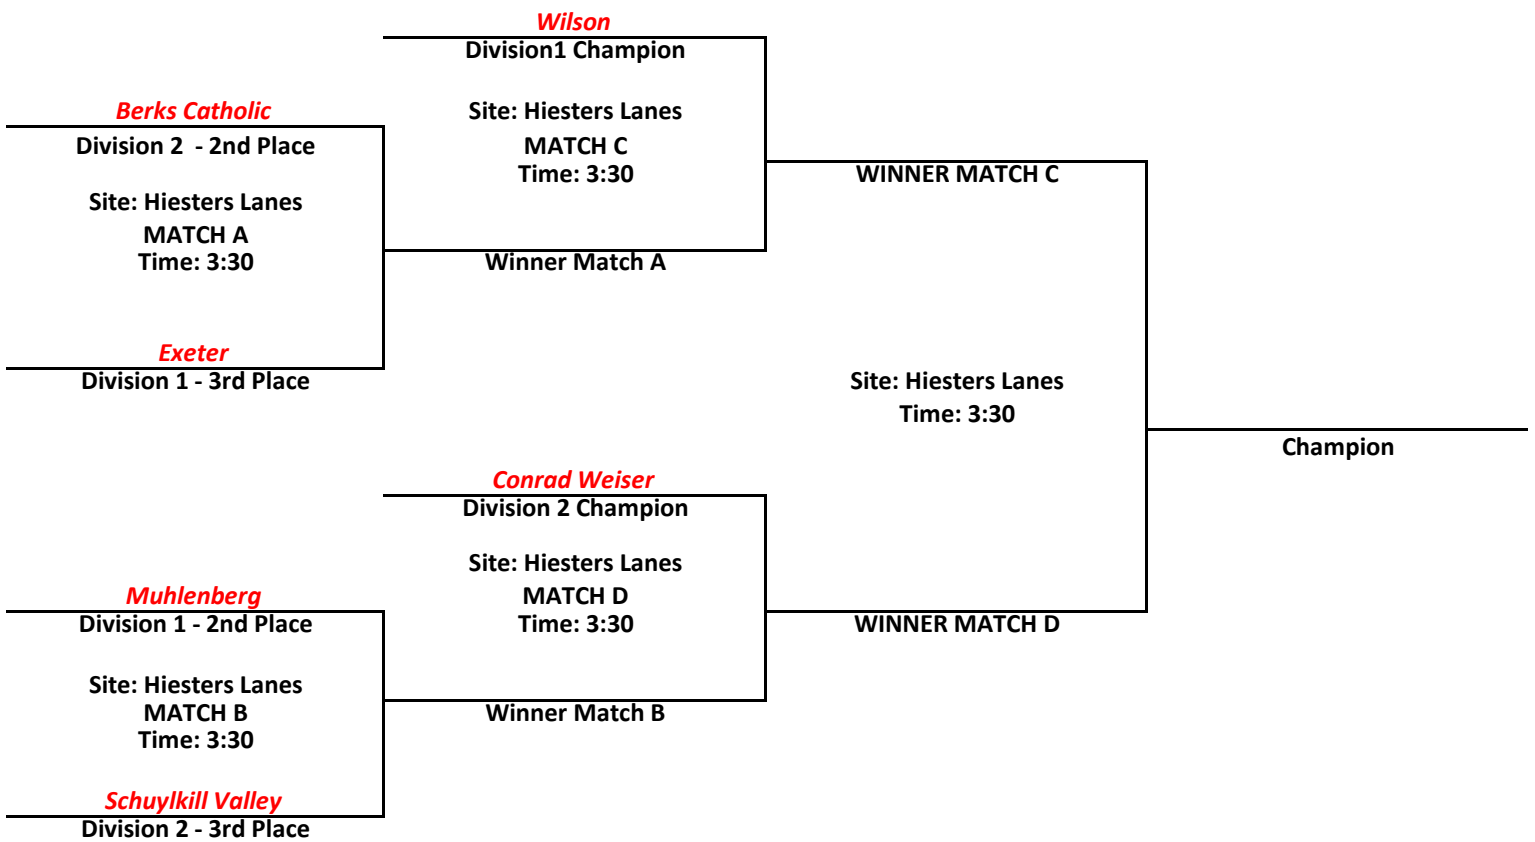 Wilson
Division1 Champion
Berks Catholic
Site: Hiesters Lanes
Division 2  - 2nd Place
MATCH C
Time: 3:30
WINNER MATCH C
Site: Hiesters Lanes
MATCH A
Time: 3:30
Winner Match A
Exeter
Division 1 - 3rd Place
Site: Hiesters Lanes
Time: 3:30
Champion
Conrad Weiser
Division 2 Champion
Site: Hiesters Lanes
Muhlenberg
MATCH D
Division 1 - 2nd Place
Time: 3:30
WINNER MATCH D
Site: Hiesters Lanes
MATCH B
Time: 3:30
Winner Match B
Schuylkill Valley
Division 2 - 3rd Place